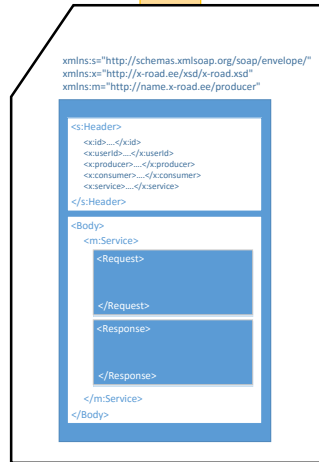 xmlns:s="http://schemas.xmlsoap.org/soap/envelope/"
xmlns:x="http://x-road.ee/xsd/x-road.xsd"
xmlns:m="http://name.x-road.ee/producer"
<s:Header>
<x:id>....</x:id>
<x:userId>....</x:userId>
<x:producer>....</x:producer>
<x:consumer>....</x:consumer>
<x:service>....</x:service>
</s:Header>
<Body>
<m:Service>
<Request>
</Request>
<Response>
</Response>
</m:Service>
</Body>